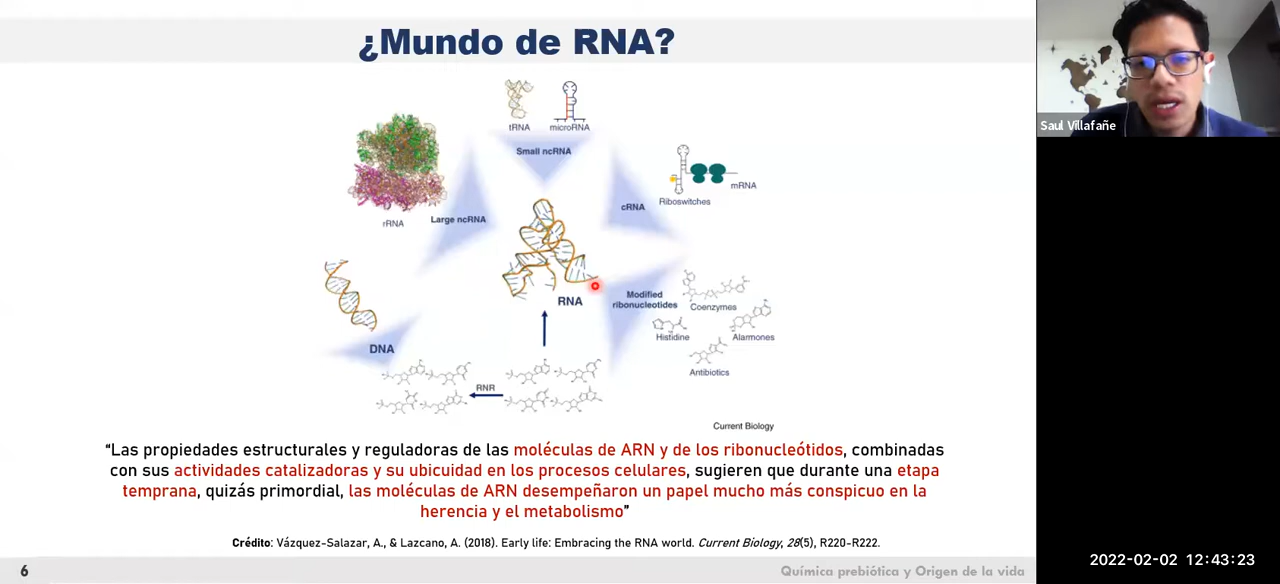 ¿Mundo de RNA?
Saul Villafañe
tRNA
microRNA
Small ncRNA
rRNA
Large ncRNA
cRNA
Riboswitches
mRNA
RNA
Modified
ribonucleotides
Coenzymes
Histidine
Alarmones
Antibiotics
DNA
RNR
Current Biology
“Las propiedades estructurales y reguladoras de las moléculas de ARN y de los ribonucleótidos, combinadas
con sus actividades catalizadoras y su ubicuidad en los procesos celulares, sugieren que durante una etapa
temprana, quizás primordial, las moléculas de ARN desempeñaron un papel mucho más conspicuo en la
herencia y el metabolismo”
Crédito: Vázquez-Salazar, A., & Lazcano, A. (2018). Early life: Embracing the RNA world. Current Biology, 28(5), R220-R222.
6
Química prebiótica y Origen de la vida
2022-02-02 12:43:23